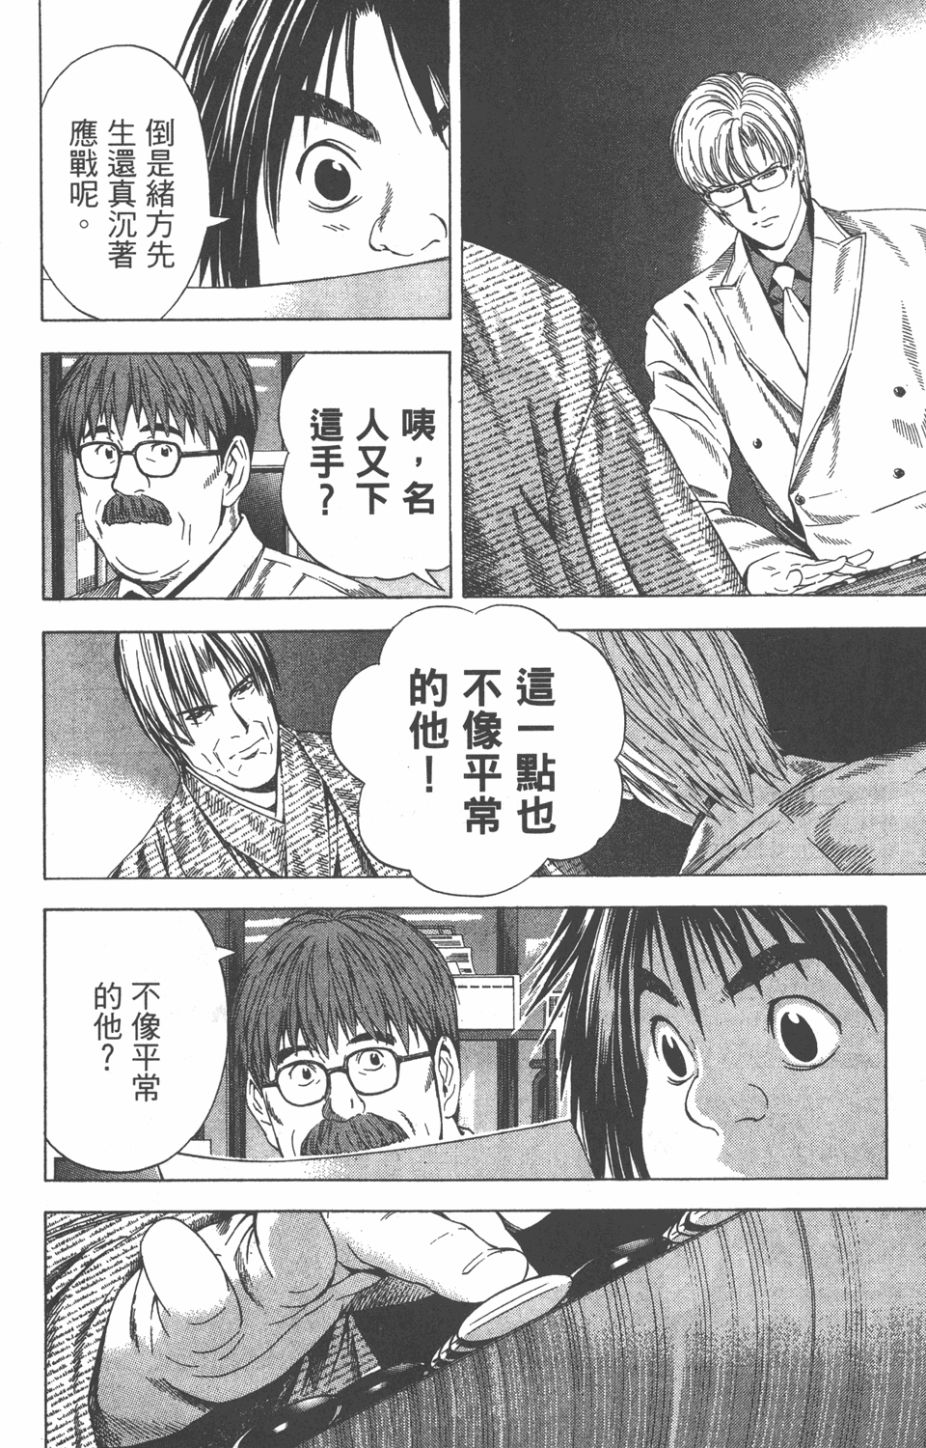 倒是緒方先
生還真沉著
應戰呢。
咦，名
人又下
這手？
這一點也
不像平常
的他！
不像平常
的他？